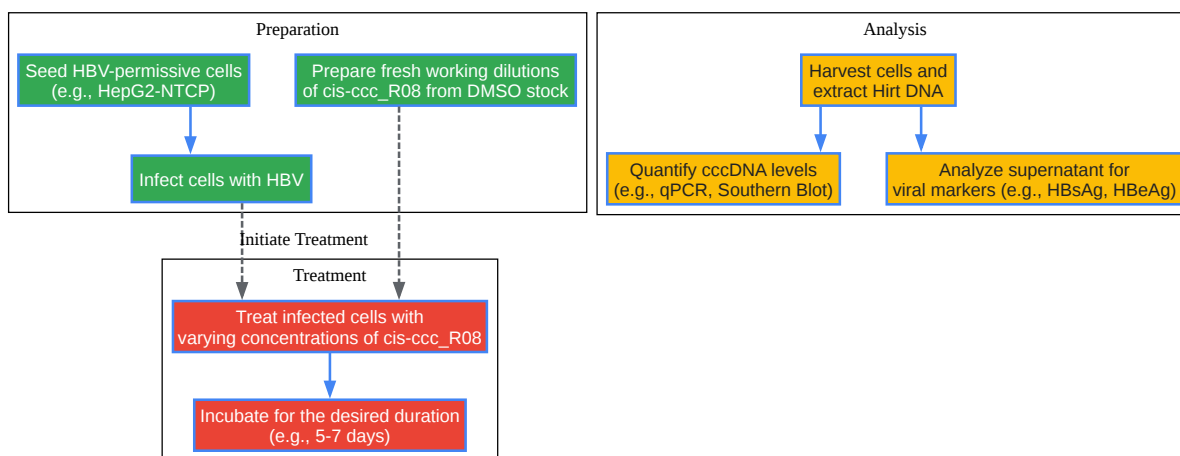 Preparation
Seed HBV-permissive cells
(e.g., HepG2-NTCP)
Prepare fresh working dilutions
of cis-ccc_R08 from DMSO stock
Infect cells with HBV
Initiate Treatment
Treatment
Treat infected cells with
varying concentrations of cis-ccc_R08
Incubate for the desired duration
(e.g., 5-7 days)
Analysis
Harvest cells and
extract Hirt DNA
Quantify cccDNA levels
(e.g., qPCR, Southern Blot)
Analyze supernatant for
viral markers (e.g., HBsAg, HBeAg)